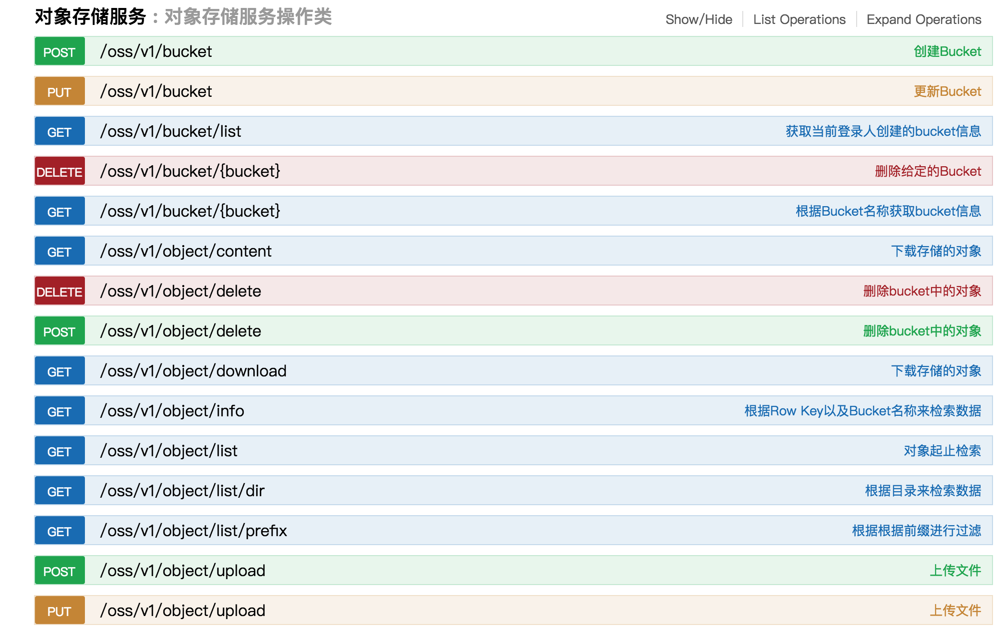 对象存储服务 : 对象存储服务操作类 Show/Hide List Operations Expand Operations
POST /oss/v1/bucket 创建Bucket
PUT /oss/v1/bucket 更新Bucket
GET /oss/v1/bucket/list 获取当前登录人创建的bucket信息
DELETE /oss/v1/bucket/{bucket} 删除给定的Bucket
GET /oss/v1/bucket/{bucket} 根据Bucket名称获取bucket信息
GET /oss/v1/object/content 下载存储的对象
DELETE /oss/v1/object/delete 删除bucket中的对象
POST /oss/v1/object/delete 删除bucket中的对象
GET /oss/v1/object/download 下载存储的对象
GET /oss/v1/object/info 根据Row Key以及Bucket名称来检索数据
GET /oss/v1/object/list 对象起止检索
GET /oss/v1/object/list/dir 根据目录来检索数据
GET /oss/v1/object/list/prefix 根据根据前缀进行过滤
POST /oss/v1/object/upload 上传文件
PUT /oss/v1/object/upload 上传文件